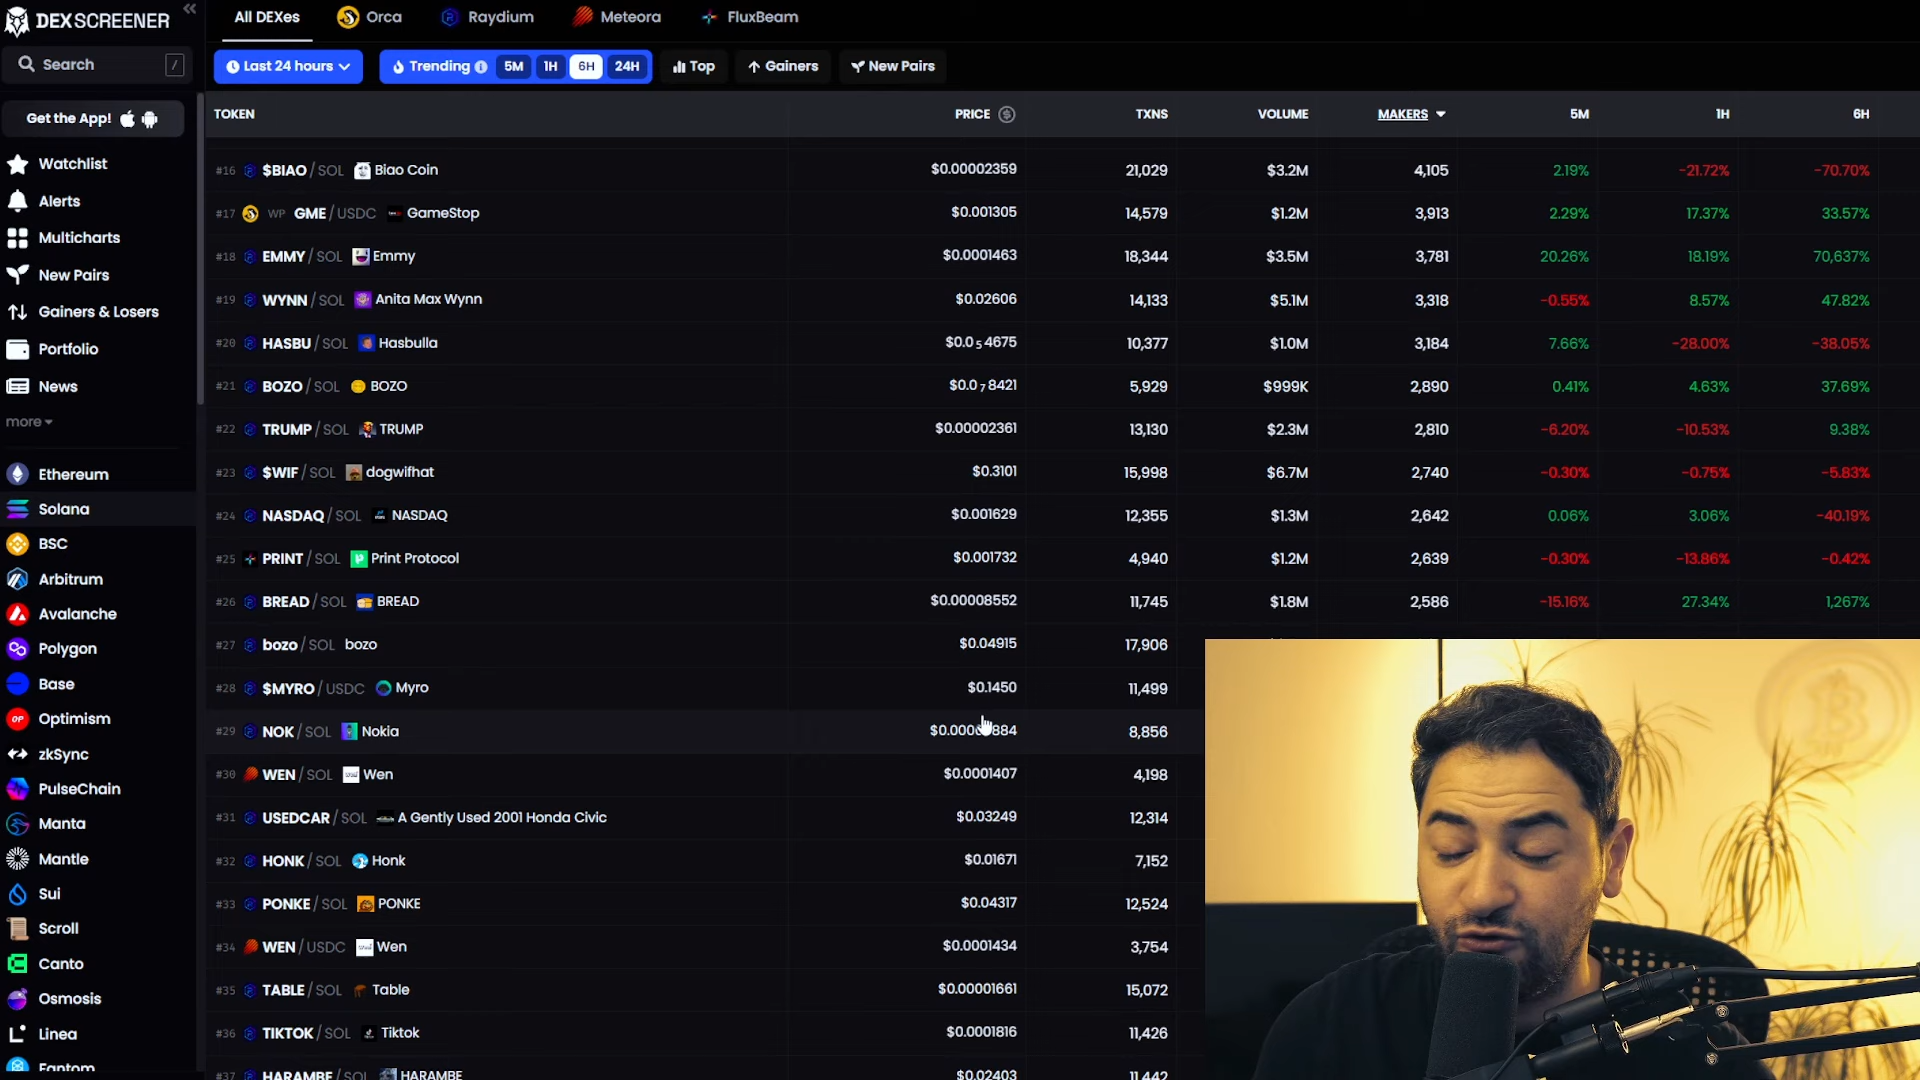 DEXSCREENER
Search /
Get the App!
Watchlist
Alerts
Multicharts
New Pairs
Gainers & Losers
Portfolio
News
more
Ethereum
Solana
BSC
Arbitrum
Avalanche
Polygon
Base
Optimism
zkSync
PulseChain
Manta
Mantle
Sui
Scroll
Canto
Osmosis
Linea
Fantom
All DEXes Orca Raydium Meteora FluxBeam
Last 24 hours Trending 5M 1H 6H 24H Top Gainers New Pairs
TOKEN PRICE TXNS VOLUME MAKERS 5M 1H 6H
#16 $BIAO/SOL Biao Coin $0.00002359 21,029 $3.2M 4,105 2.19% -21.72% -70.70%
#17 WP GME/USDC GameStop $0.001305 14,579 $1.2M 3,913 2.29% 17.37% 33.57%
#18 EMMY/SOL Emmy $0.0001463 18,344 $3.5M 3,781 20.26% 18.19% 70,637%
#19 WYNN/SOL Anita Max Wynn $0.02606 14,133 $5.1M 3,318 -0.55% 8.57% 47.82%
#20 HASBU/SOL Hasbulla $0.0₅4675 10,377 $1.0M 3,184 7.66% -28.00% -38.05%
#21 BOZO/SOL BOZO $0.0₇8421 5,929 $999K 2,890 0.41% 4.63% 37.69%
#22 TRUMP/SOL TRUMP $0.00002361 13,130 $2.3M 2,810 -6.20% -10.53% 9.38%
#23 $WIF/SOL dogwifhat $0.3101 15,998 $6.7M 2,740 -0.30% -0.75% -5.83%
#24 NASDAQ/SOL NASDAQ $0.001629 12,355 $1.3M 2,642 0.06% 3.06% -40.19%
#25 PRINT/SOL Print Protocol $0.001732 4,940 $1.2M 2,639 -0.30% -13.86% -0.42%
#26 BREAD/SOL BREAD $0.00008552 11,745 $1.8M 2,586 -15.16% 27.34% 1,267%
#27 bozo/SOL bozo $0.04915 17,906
#28 $MYRO/USDC Myro $0.1450 11,499
#29 NOK/SOL Nokia 8,856
#30 WEN/SOL Wen $0.0001407 4,198
#31 USEDCAR/SOL A Gently Used 2001 Honda Civic $0.03249 12,314
#32 HONK/SOL Honk $0.01671 7,152
#33 PONKE/SOL PONKE $0.04317 12,524
#34 WEN/USDC Wen $0.0001434 3,754
#35 TABLE/SOL Table $0.00001661 15,072
#36 TIKTOK/SOL Tiktok $0.0001816 11,426
#37 HARAMBE/SOL HARAMBE $0.02403 11,442